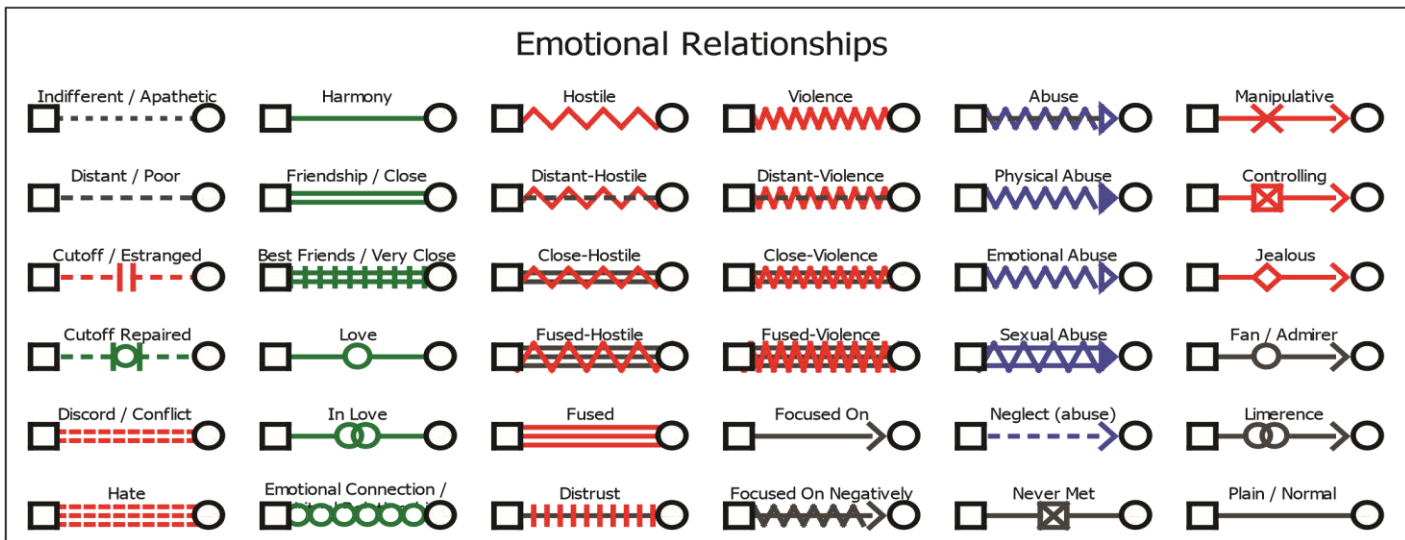 Emotional Relationships
Indifferent / Apathetic
Harmony
Hostile
Violence
Abuse
Manipulative
Distant / Poor
Friendship / Close
Distant-Hostile
Distant-Violence
Physical Abuse
Controlling
Cutoff / Estranged
Best Friends / Very Close
Close-Hostile
Close-Violence
Emotional Abuse
Jealous
Cutoff Repaired
Love
Fused-Hostile
Fused-Violence
Sexual Abuse
Fan / Admirer
Discord / Conflict
In Love
Fused
Focused On
Neglect (abuse)
Limerence
Hate
Emotional Connection /
Distrust
Focused On Negatively
Never Met
Plain / Normal